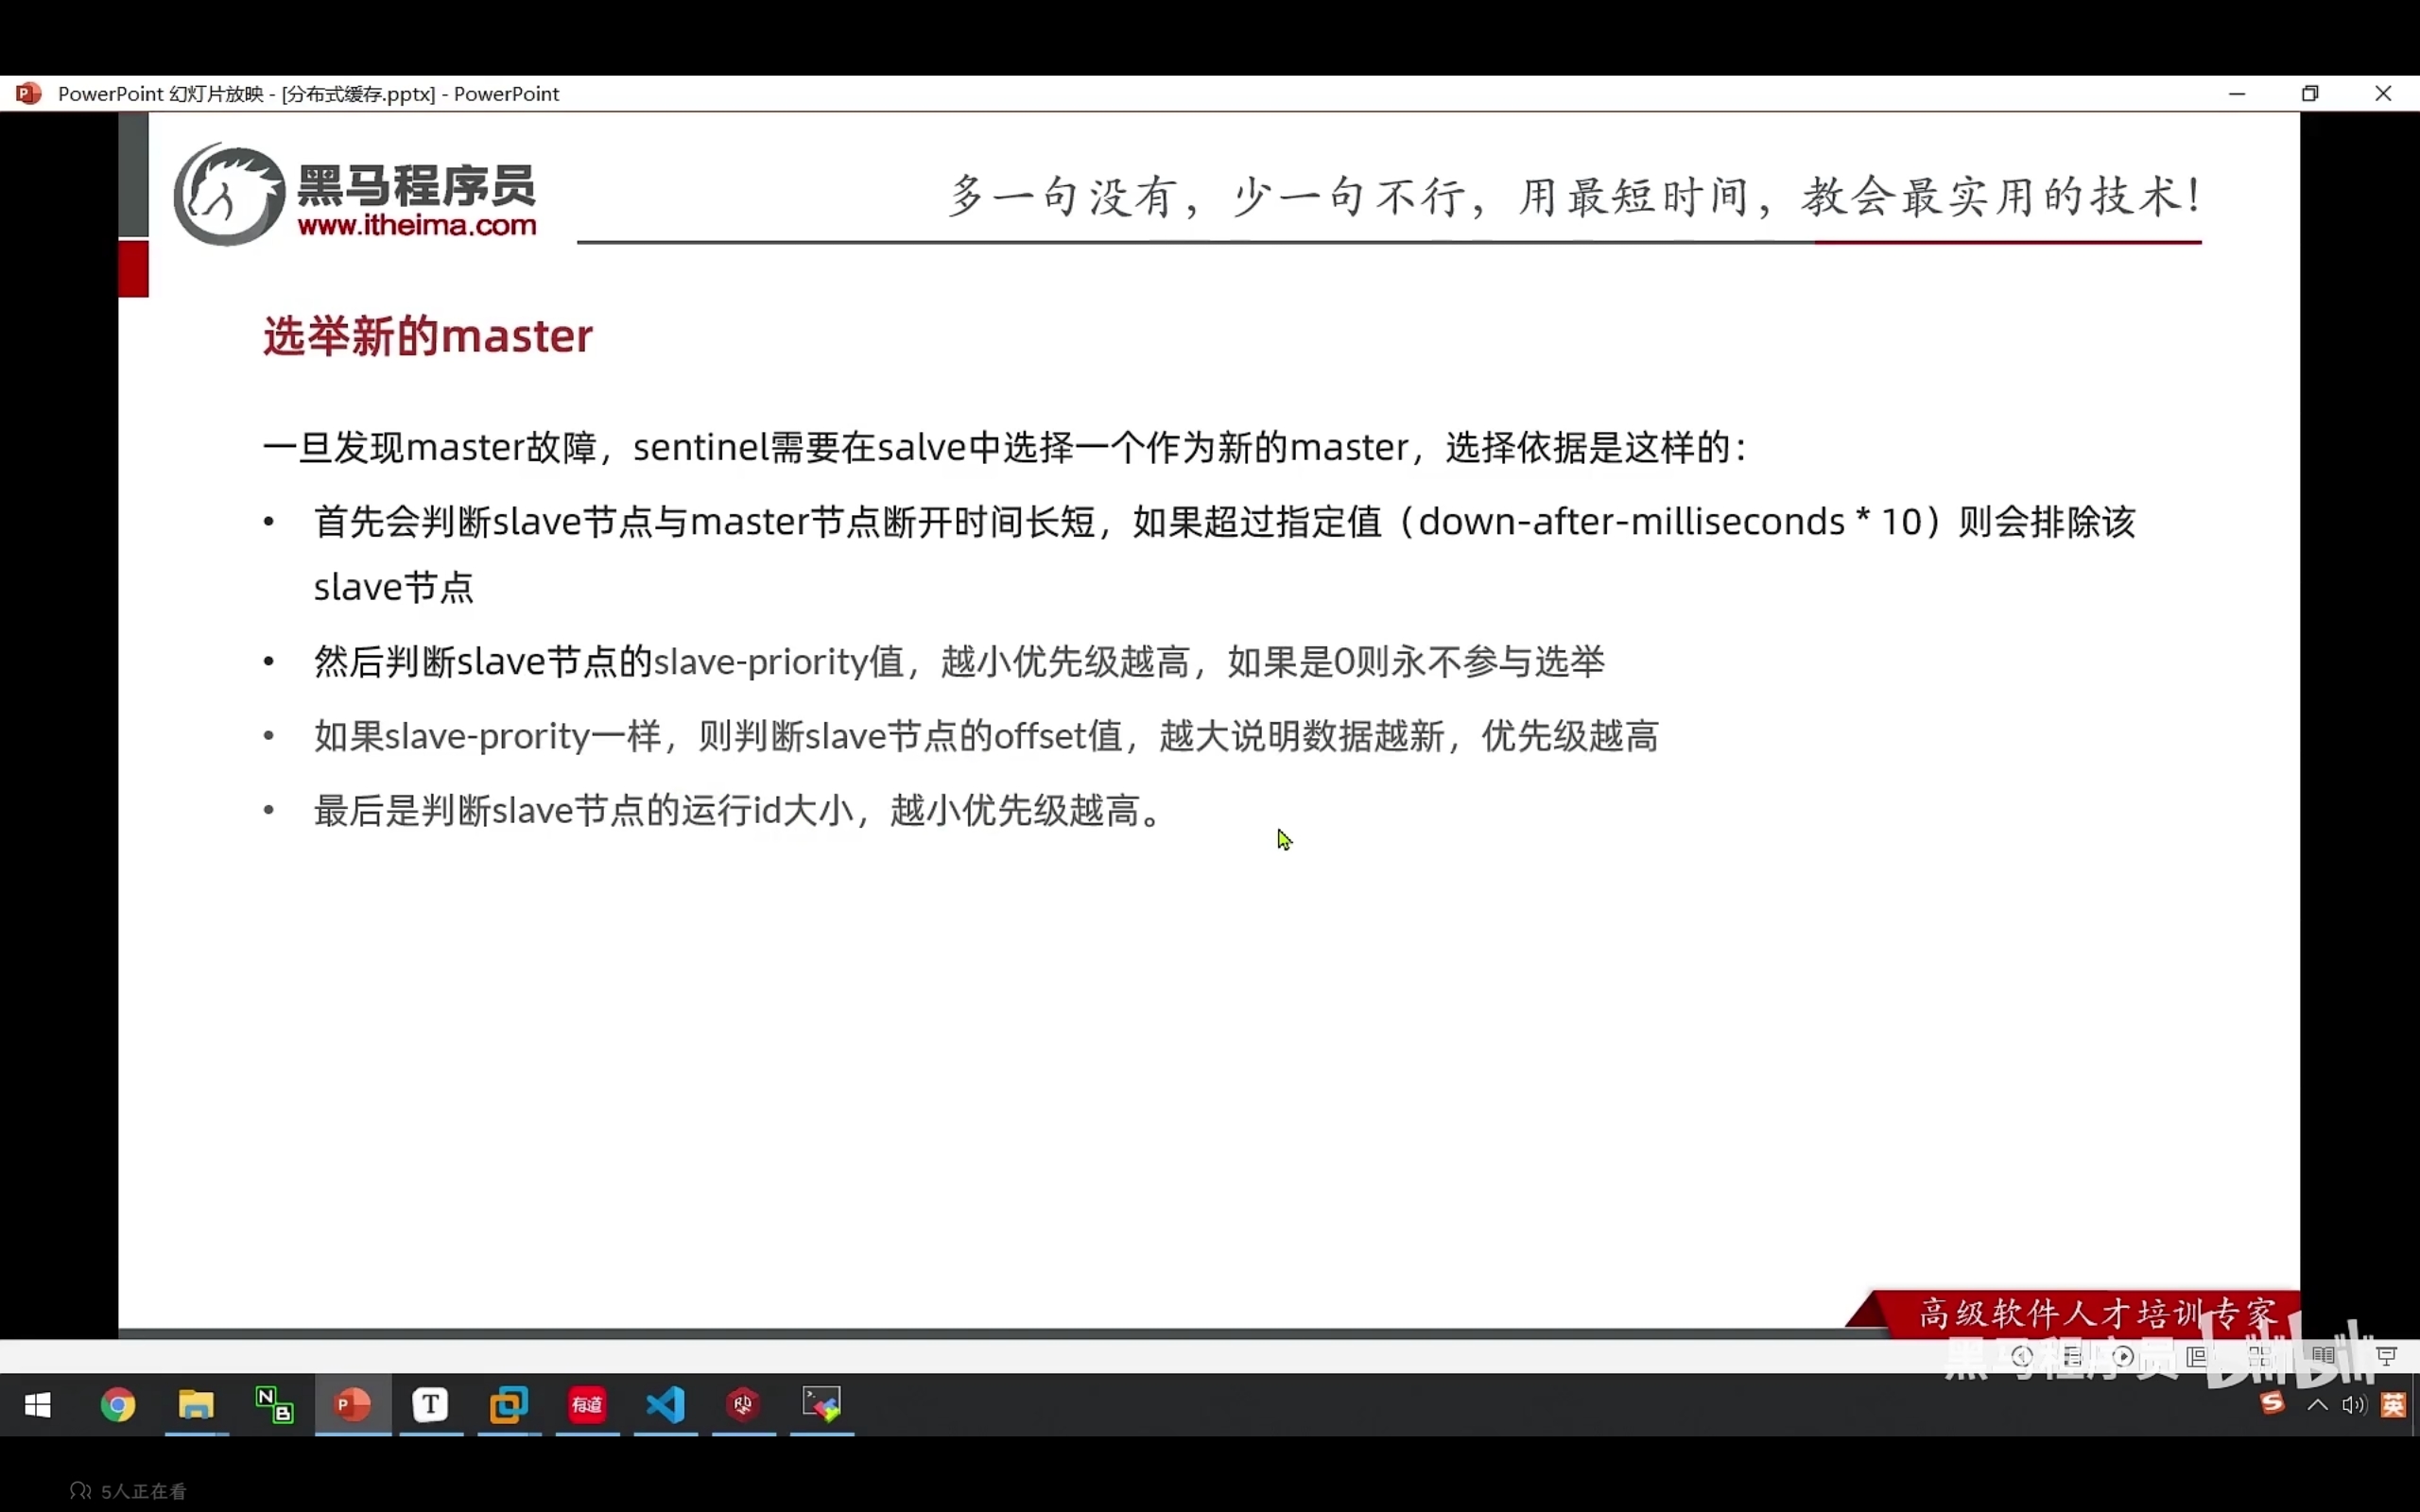 PowerPoint 幻灯片放映 - [分布式缓存.pptx] - PowerPoint
黑马程序员
www.itheima.com
多一句没有，少一句不行，用最短时间，教会最实用的技术！
选举新的master
一旦发现master故障，sentinel需要在salve中选择一个作为新的master，选择依据是这样的：
• 首先会判断slave节点与master节点断开时间长短，如果超过指定值（down-after-milliseconds * 10）则会排除该
slave节点
• 然后判断slave节点的slave-priority值，越小优先级越高，如果是0则永不参与选举
• 如果slave-prority一样，则判断slave节点的offset值，越大说明数据越新，优先级越高
• 最后是判断slave节点的运行id大小，越小优先级越高。
高级软件人才培训专家
黑马程序员 bilibili
有道
英
5人正在看